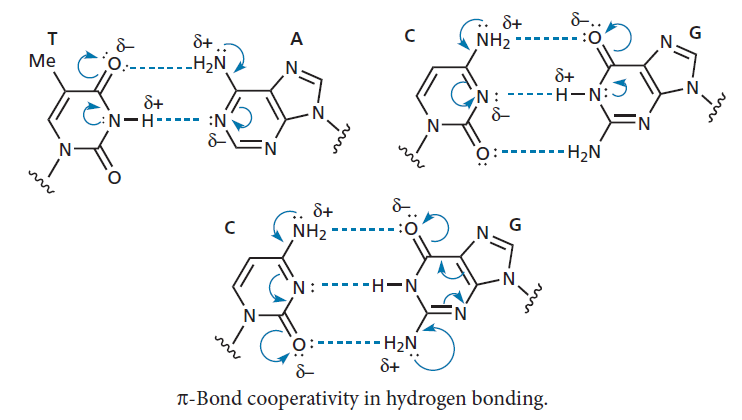 T δ− δ+ A
Me O: H₂N N
δ+
N−H :N N
δ−
N O N
C δ+ δ− G
NH₂ :O N
δ+
N: H−N: N
δ−
N N
O: H₂N
C δ+ δ− G
NH₂ :O N
N: H−N N
N N
O: H₂N
δ− δ+
π-Bond cooperativity in hydrogen bonding.